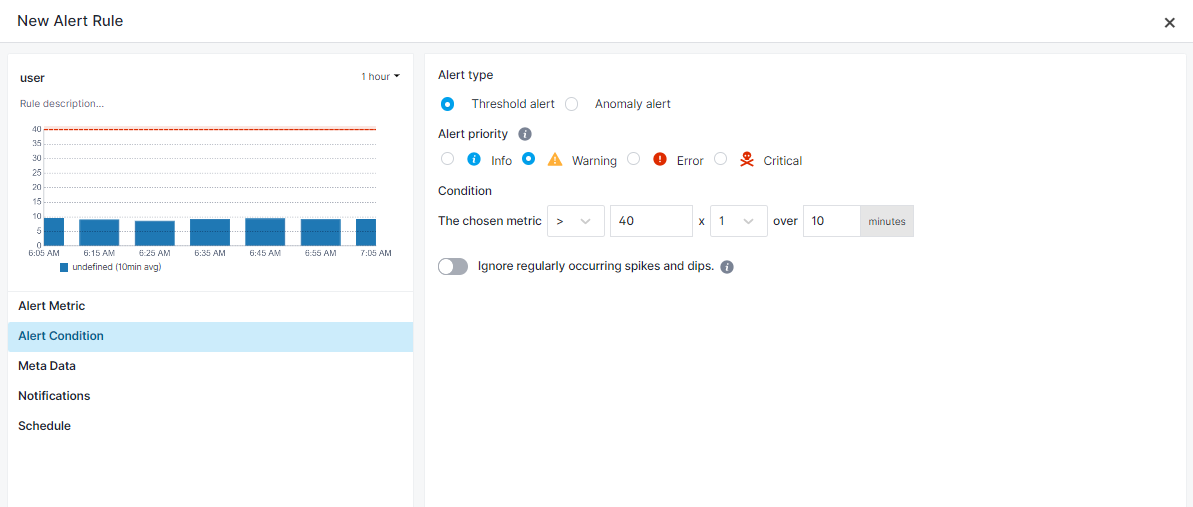 New Alert Rule
user
1 hour
Rule description...
40
35
30
25
20
15
10
5
0
6:05 AM 6:15 AM 6:25 AM 6:35 AM 6:45 AM 6:55 AM 7:05 AM
undefined (10min avg)
Alert Metric
Alert Condition
Meta Data
Notifications
Schedule
Alert type
Threshold alert Anomaly alert
Alert priority
Info Warning Error Critical
Condition
The chosen metric > 40 x 1 over 10 minutes
Ignore regularly occurring spikes and dips.